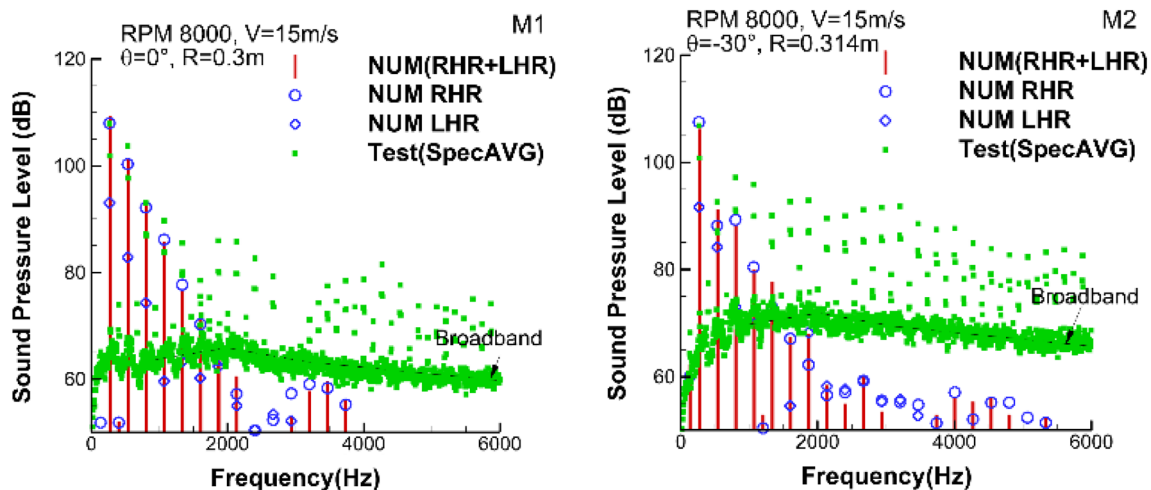 RPM 8000, V=15m/s
θ=0°, R=0.3m
M1
NUM(RHR+LHR)
NUM RHR
NUM LHR
Test(SpecAVG)
Sound Pressure Level (dB)
120
100
80
60
Broadband
0
2000
4000
6000
Frequency(Hz)
RPM 8000, V=15m/s
θ=-30°, R=0.314m
M2
NUM(RHR+LHR)
NUM RHR
NUM LHR
Test(SpecAVG)
Sound Pressure Level (dB)
120
100
80
60
Broadband
0
2000
4000
6000
Frequency(Hz)